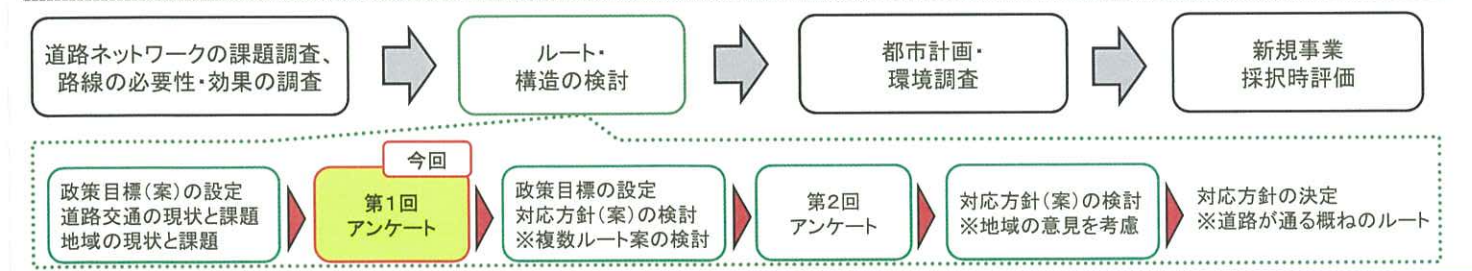 道路ネットワークの課題調査、
路線の必要性・効果の調査
ルート・
構造の検討
都市計画・
環境調査
新規事業
採択時評価
政策目標(案)の設定
道路交通の現状と課題
地域の現状と課題
今回
第1回
アンケート
政策目標の設定
対応方針(案)の検討
※複数ルート案の検討
第2回
アンケート
対応方針(案)の検討
※地域の意見を考慮
対応方針の決定
※道路が通る概ねのルート